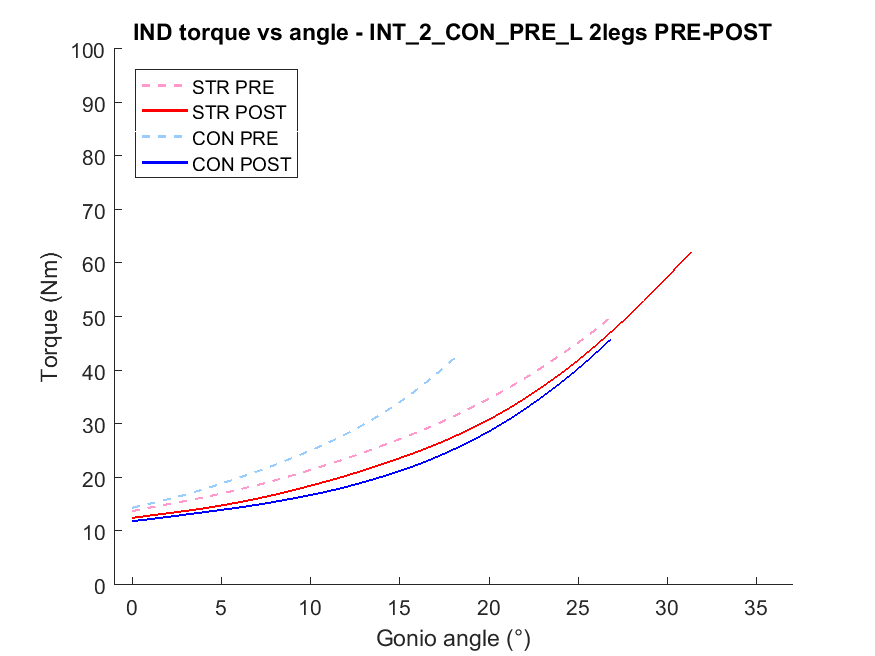 IND torque vs angle - INT_2_CON_PRE_L 2legs PRE-POST
100
90
80
70
60
50
40
30
20
10
0
STR PRE
STR POST
CON PRE
CON POST
Torque (Nm)
0 5 10 15 20 25 30 35
Gonio angle (°)